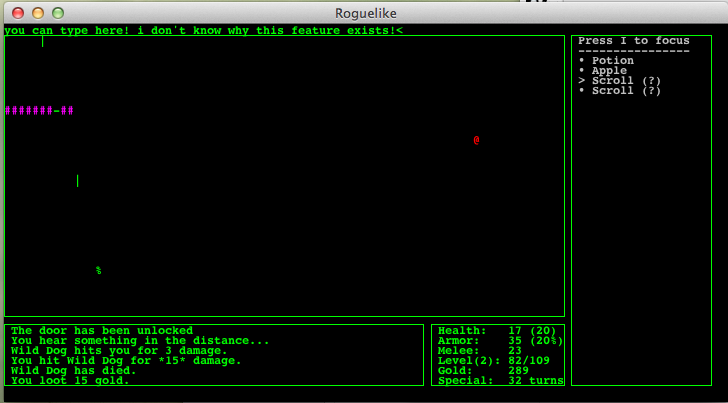 Roguelike
you can type here! i don't know why this feature exists!<
|
#######-##
@
|
%
Press I to focus
----------------
• Potion
• Apple
> Scroll (?)
• Scroll (?)
The door has been unlocked
You hear something in the distance...
Wild Dog hits you for 3 damage.
You hit Wild Dog for *15* damage.
Wild Dog has died.
You loot 15 gold.
Health: 17 (20)
Armor: 35 (20%)
Melee: 23
Level(2): 82/109
Gold: 289
Special: 32 turns